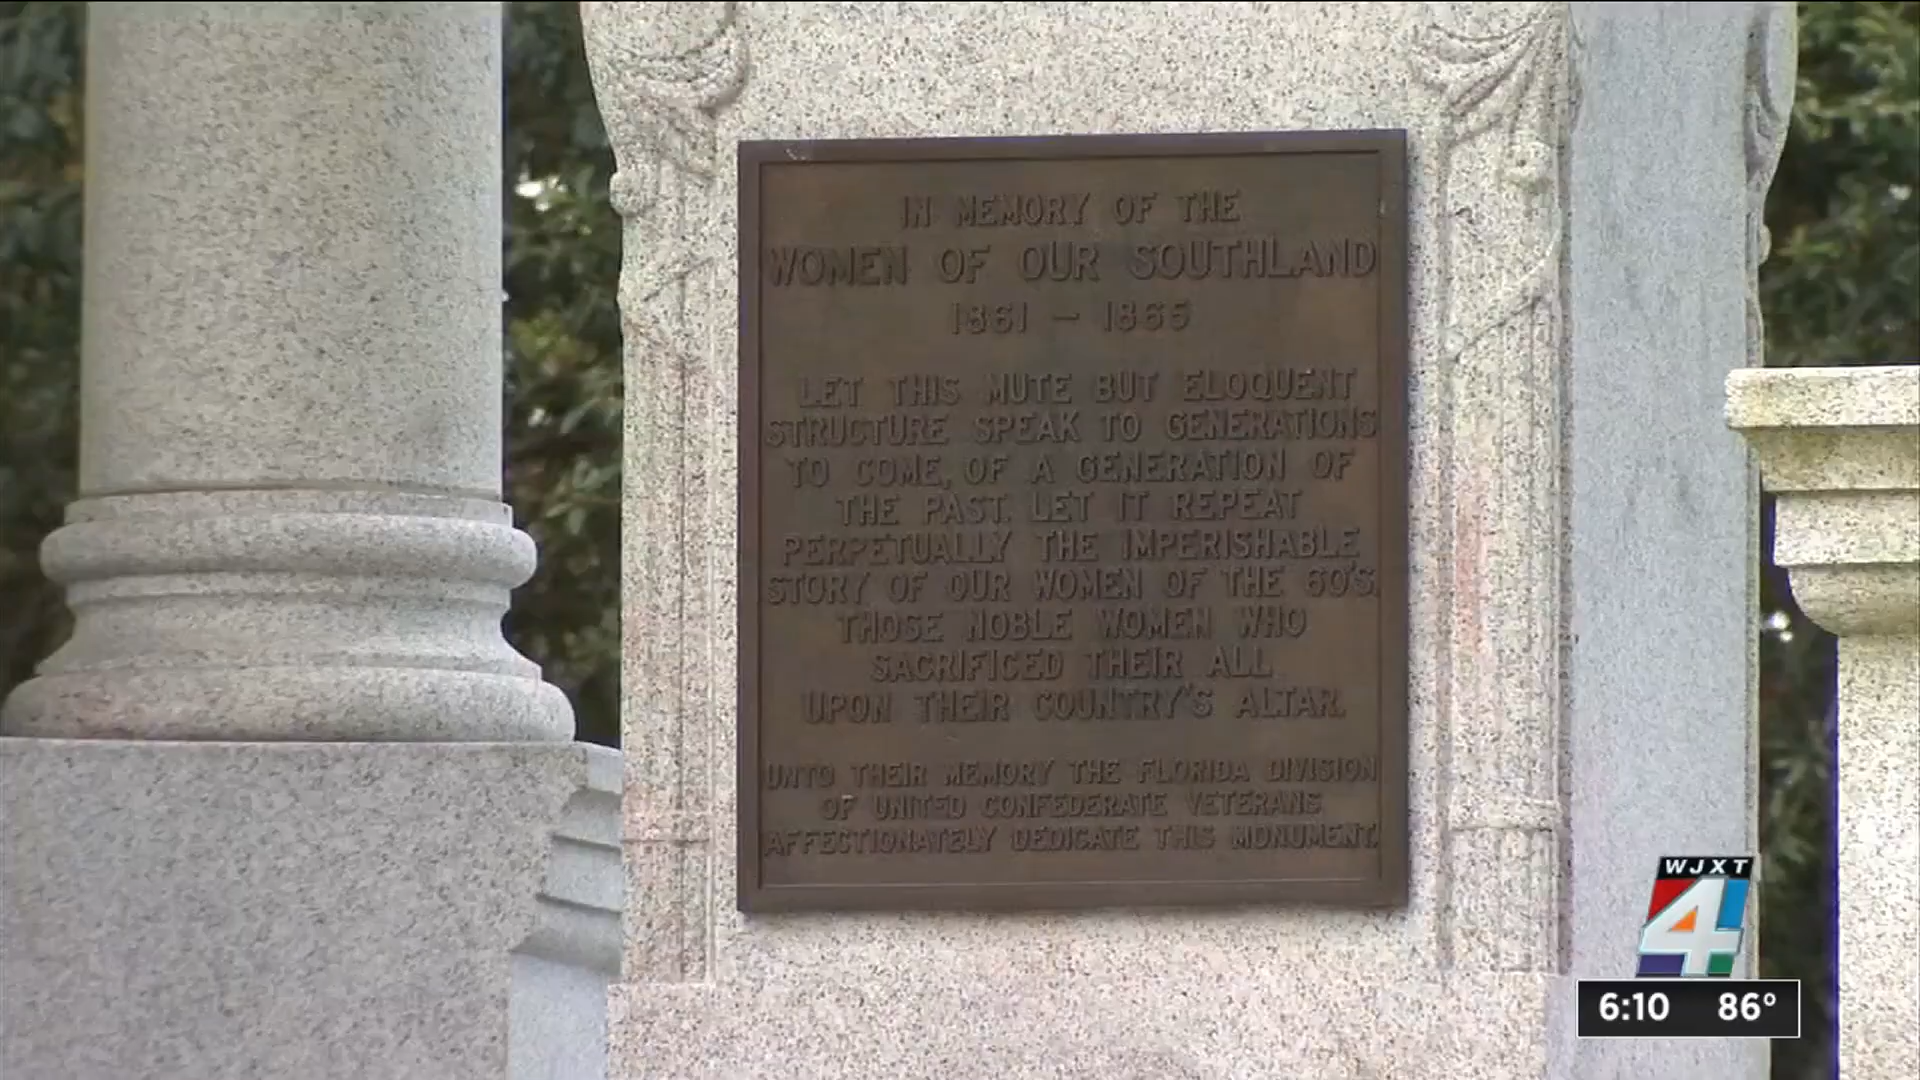 IN MEMORY OF THE
WOMEN OF OUR SOUTHLAND
1861 - 1865
LET THIS MUTE BUT ELOQUENT
STRUCTURE SPEAK TO GENERATIONS
TO COME, OF A GENERATION OF
THE PAST. LET IT REPEAT
PERPETUALLY THE IMPERISHABLE
STORY OF OUR WOMEN OF THE 60'S.
THOSE NOBLE WOMEN WHO
SACRIFICED THEIR ALL
UPON THEIR COUNTRY'S ALTAR.
UNTO THEIR MEMORY THE FLORIDA DIVISION
OF UNITED CONFEDERATE VETERANS
AFFECTIONATELY DEDICATE THIS MONUMENT.
WJXT
4
6:10 86°